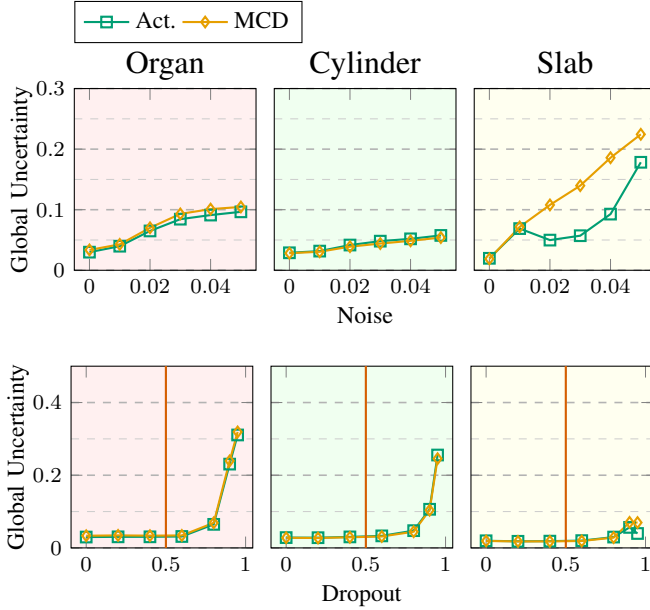 Act. MCD
Organ Cylinder Slab
Global Uncertainty
0.3
0.2
0.1
0
0 0.02 0.04 0 0.02 0.04 0 0.02 0.04
Noise
Global Uncertainty
0.4
0.2
0
0 0.5 1 0 0.5 1 0 0.5 1
Dropout